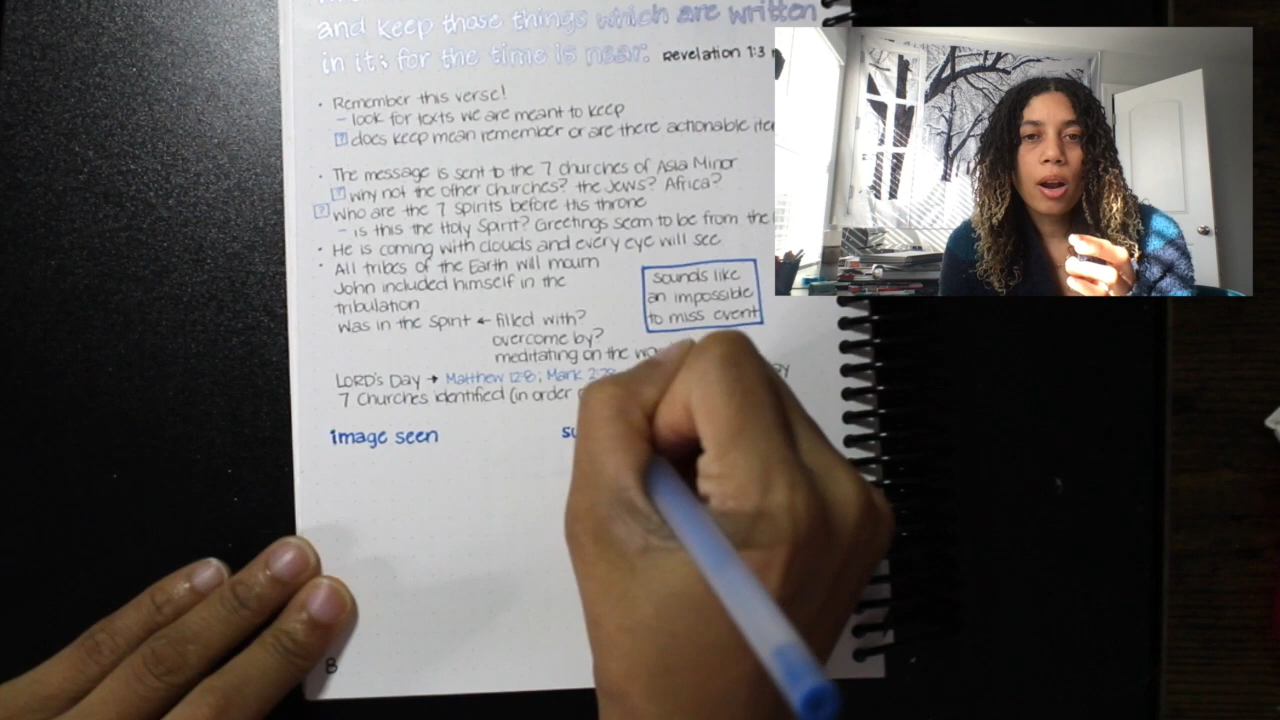 and keep those things which are written
in it; for the time is near. Revelation 1:3
• Remember this verse!
- look for texts we are meant to keep
? does keep mean remember or are there actionable
• The message is sent to the 7 churches of Asia Minor
? why not the other churches? the Jews? Africa?
? Who are the 7 spirits before His throne
- is this the Holy Spirit? Greetings seem to be from the
• He is coming with clouds and every eye will see
• All tribes of the Earth will mourn
John included himself in the
tribulation
sounds like
an impossible
to miss event
Was in the Spirit ← filled with?
overcome by?
meditating on the
LORD's Day → Matthew 12:8; Mark 2:28
7 Churches identified (in order
image seen
8